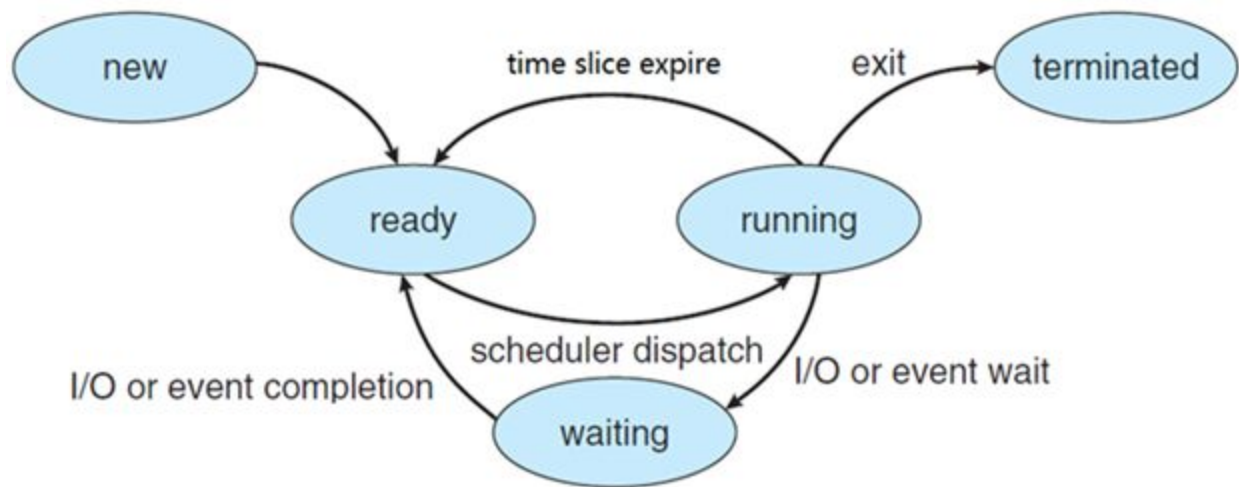 new
time slice expire
exit
terminated
ready
running
scheduler dispatch
I/O or event completion
I/O or event wait
waiting